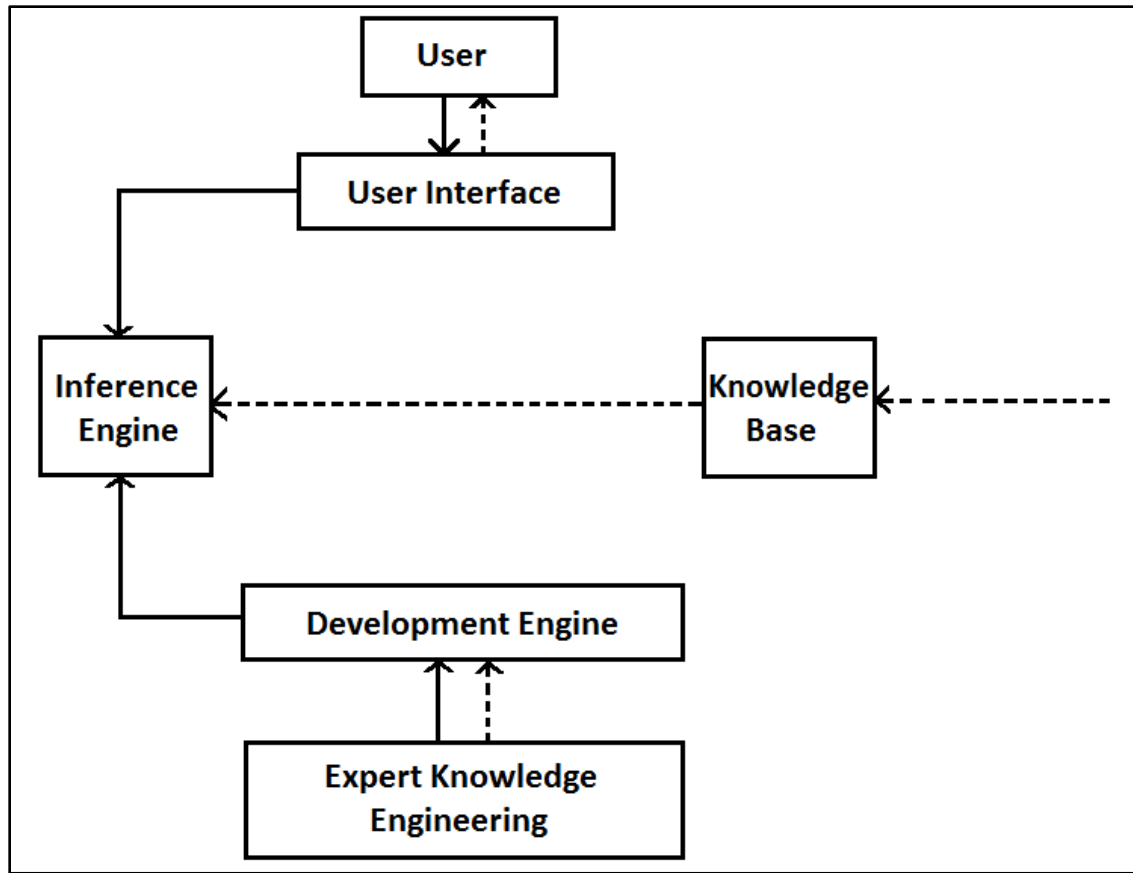 User
User Interface
Inference
Engine
Knowledge
Base
Development Engine
Expert Knowledge
Engineering